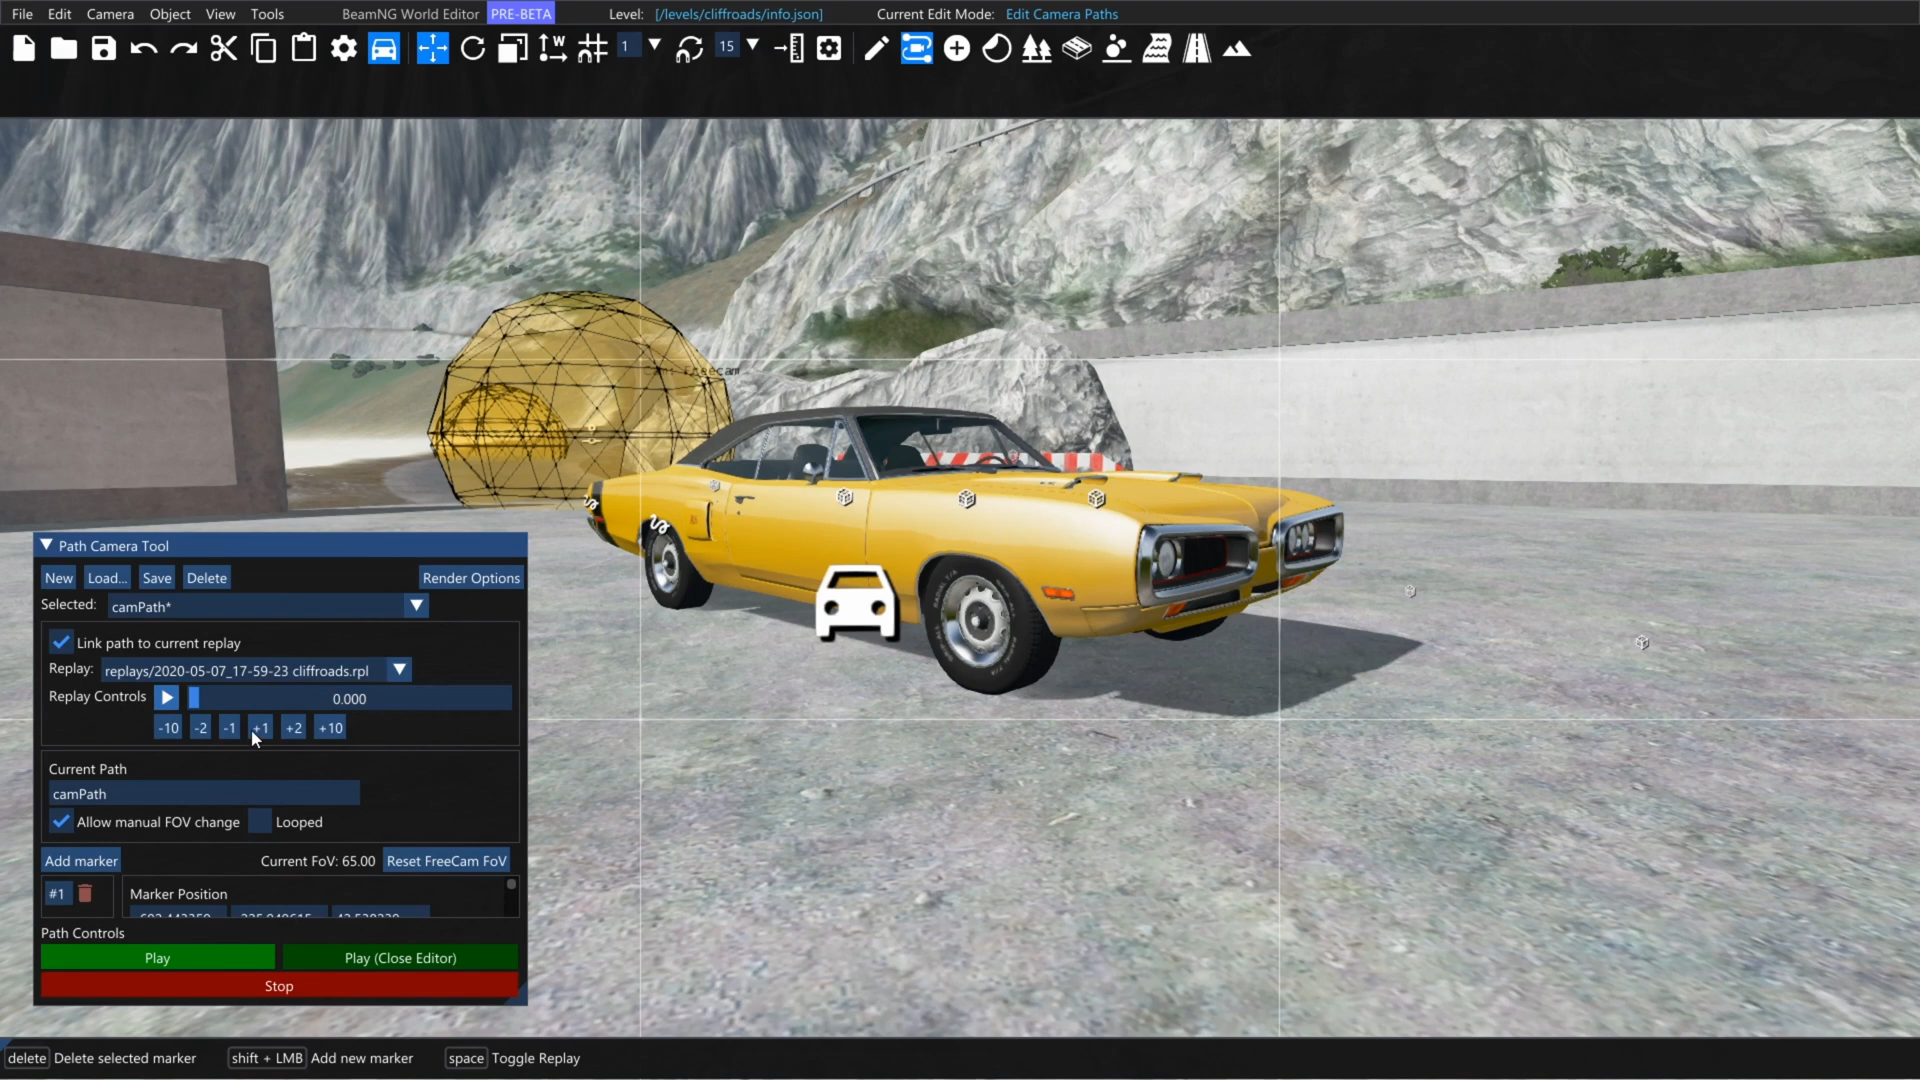 File Edit Camera Object View Tools BeamNG World Editor PRE-BETA Level: [/levels/cliffroads/info.json] Current Edit Mode: Edit Camera Paths
W 1 15
Freecam
Path Camera Tool
New Load... Save Delete Render Options
Selected: camPath*
Link path to current replay
Replay: replays/2020-05-07_17-59-23 cliffroads.rpl
Replay Controls 0.000
-10 -2 -1 +1 +2 +10
Current Path
camPath
Allow manual FOV change Looped
Add marker Current FoV: 65.00 Reset FreeCam FoV
#1 Marker Position
Path Controls
Play Play (Close Editor)
Stop
delete Delete selected marker shift + LMB Add new marker space Toggle Replay